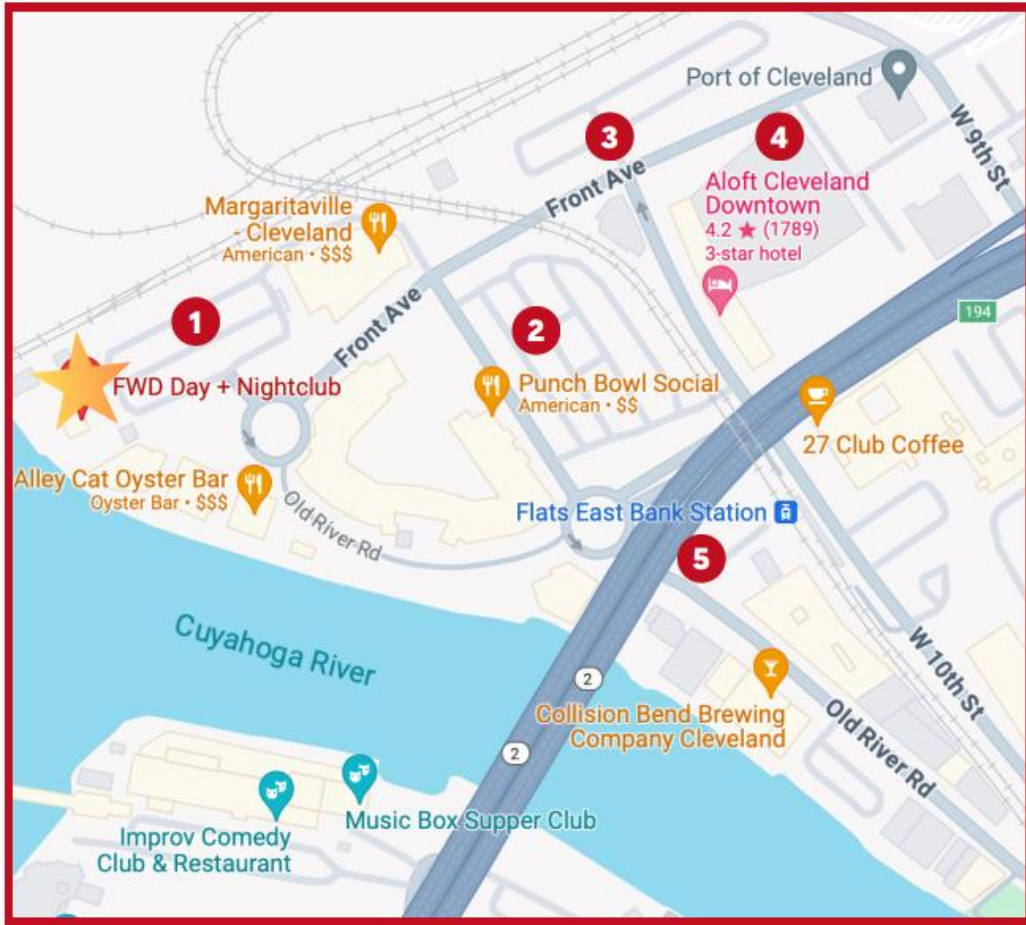 Port of Cleveland
W 9th St
3
4
Front Ave
Aloft Cleveland
Downtown
4.2 ★ (1789)
3-star hotel
Margaritaville
- Cleveland
American • $$$
194
1
2
Front Ave
FWD Day + Nightclub
Punch Bowl Social
American • $$
27 Club Coffee
Alley Cat Oyster Bar
Oyster Bar • $$$
Old River Rd
Flats East Bank Station
5
Cuyahoga River
W 10th St
2
Collision Bend Brewing
Company Cleveland
Old River Rd
2
Music Box Supper Club
Improv Comedy
Club & Restaurant